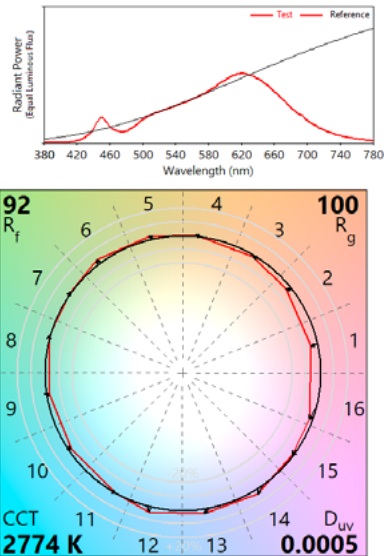 Test Reference
Radiant Power
(Equal Luminous Flux)
380 420 460 500 540 580 620 660 700 740 780
Wavelength (nm)
92 100
Rf Rg
5 4
6 3
7 2
8 1
9 16
10 15
11 14
12 13
CCT Duv
2774 K 0.0005